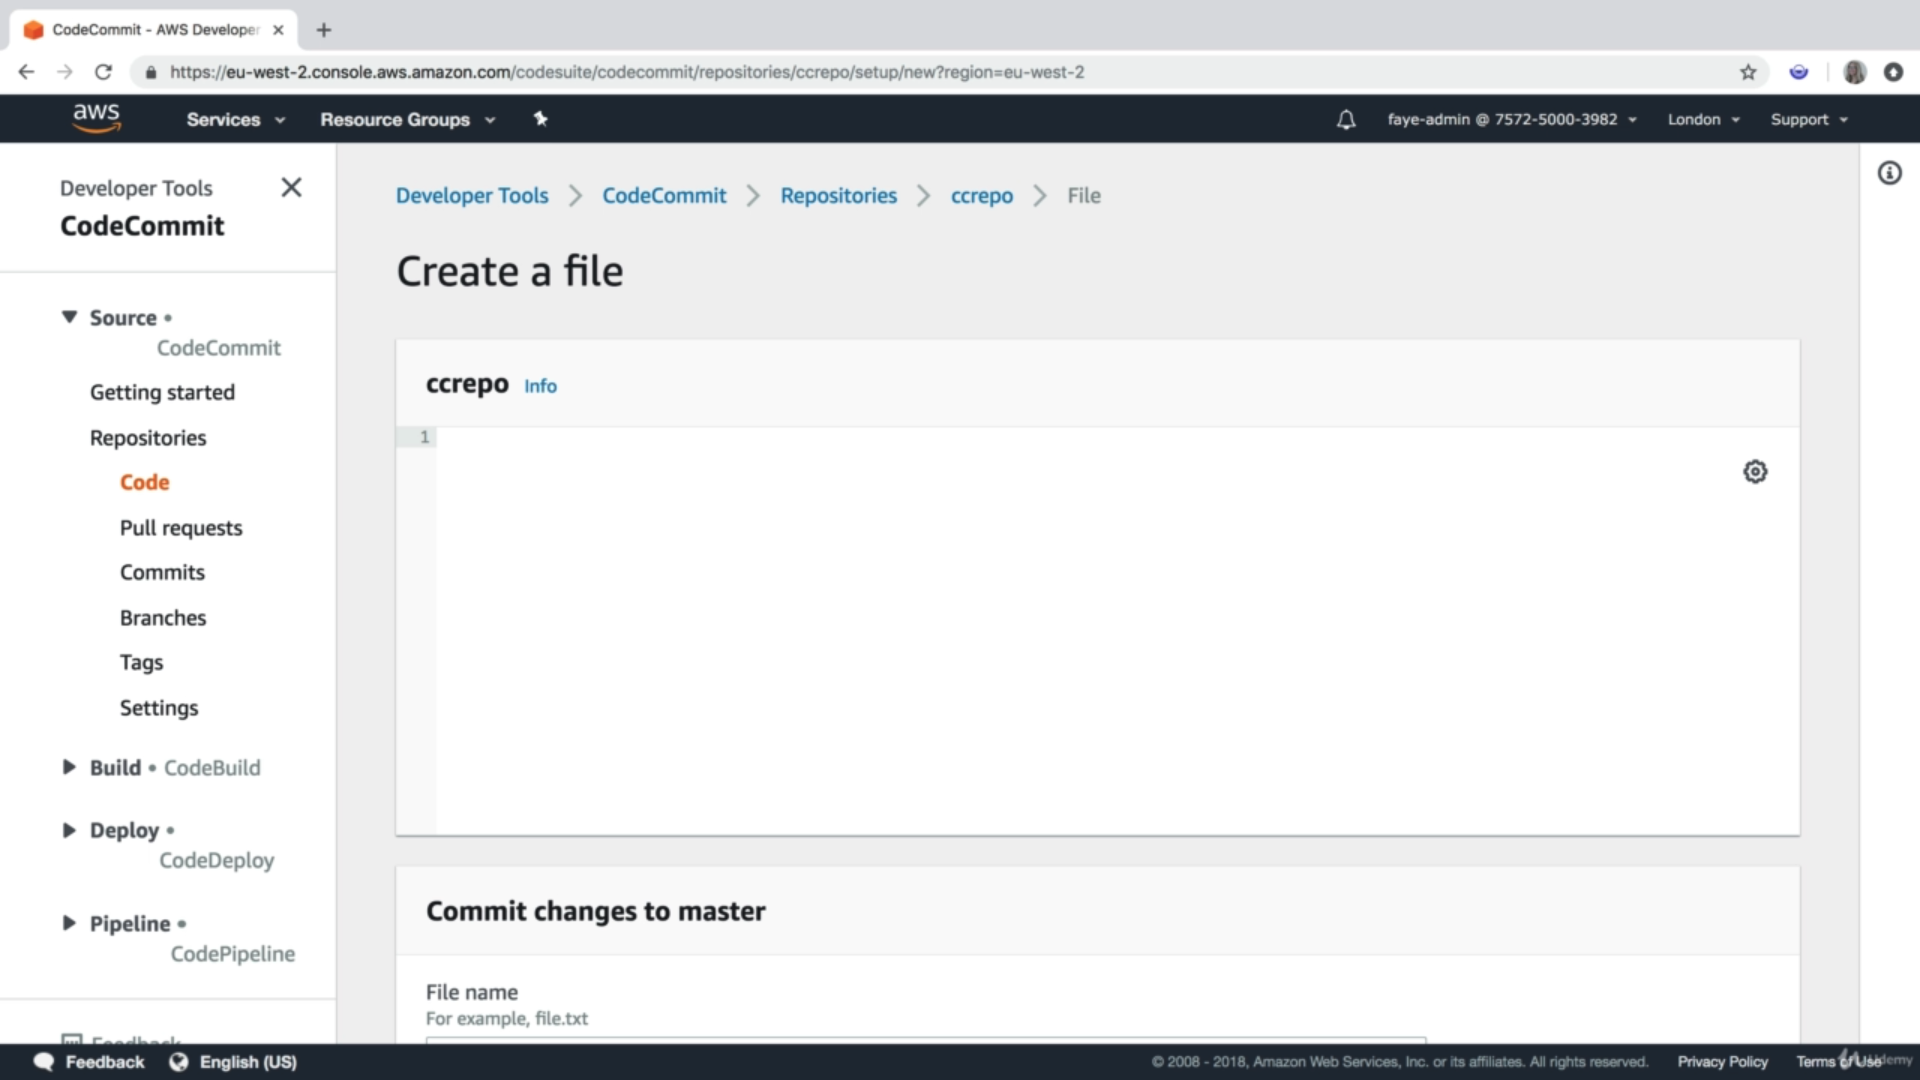 CodeCommit - AWS Developer
https://eu-west-2.console.aws.amazon.com/codesuite/codecommit/repositories/ccrepo/setup/new?region=eu-west-2
aws
Services
Resource Groups
faye-admin @ 7572-5000-3982
London
Support
Developer Tools
CodeCommit
Source •
CodeCommit
Getting started
Repositories
Code
Pull requests
Commits
Branches
Tags
Settings
Build • CodeBuild
Deploy •
CodeDeploy
Pipeline •
CodePipeline
Feedback
Developer Tools > CodeCommit > Repositories > ccrepo > File
Create a file
ccrepo Info
1
Commit changes to master
File name
For example, file.txt
Feedback
English (US)
© 2008 - 2018, Amazon Web Services, Inc. or its affiliates. All rights reserved.
Privacy Policy
Terms of Use